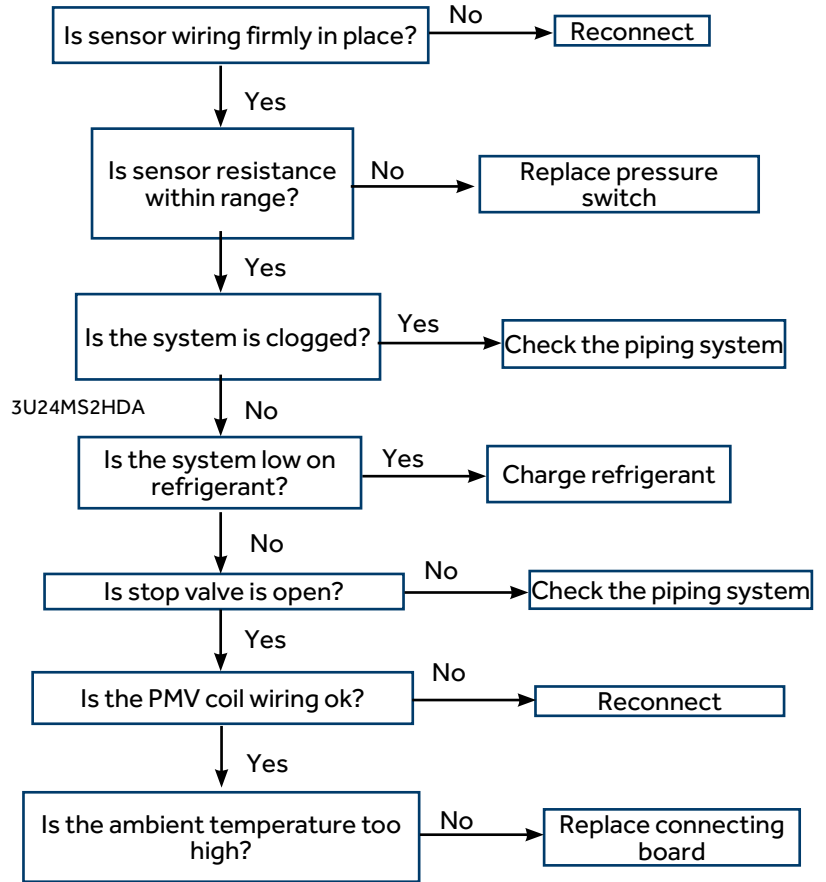 Is sensor wiring firmly in place?
No
Reconnect
Yes
Is sensor resistance
within range?
No
Replace pressure
switch
Yes
Is the system is clogged?
Yes
Check the piping system
3U24MS2HDA
No
Is the system low on
refrigerant?
Yes
Charge refrigerant
No
Is stop valve is open?
No
Check the piping system
Yes
Is the PMV coil wiring ok?
No
Reconnect
Yes
Is the ambient temperature too
high?
No
Replace connecting
board